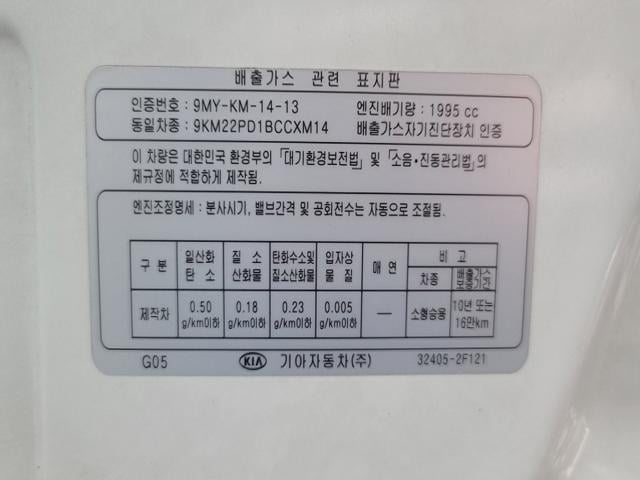 배출가스 관련 표지판
인증번호 : 9MY-KM-14-13 엔진배기량 : 1995 cc
동일차종 : 9KM22PD1BCCXM14 배출가스자기진단장치 인증
이 차량은 대한민국 환경부의 「대기환경보전법」 및 「소음·진동관리법」의
제규정에 적합하게 제작됨.
엔진조정명세 : 분사시기, 밸브간격 및 공회전수는 자동으로 조절됨.
구 분 일산화 탄 소 질 소 산화물 탄화수소및 질소산화물 입자상 물 질 매 연 비 고
차종 배출가스 보증기간
제작차 0.50 g/km이하 0.18 g/km이하 0.23 g/km이하 0.005 g/km이하 — 소형승용 10년 또는 16만km
G05 KIA 기아자동차(주) 32405-2F121